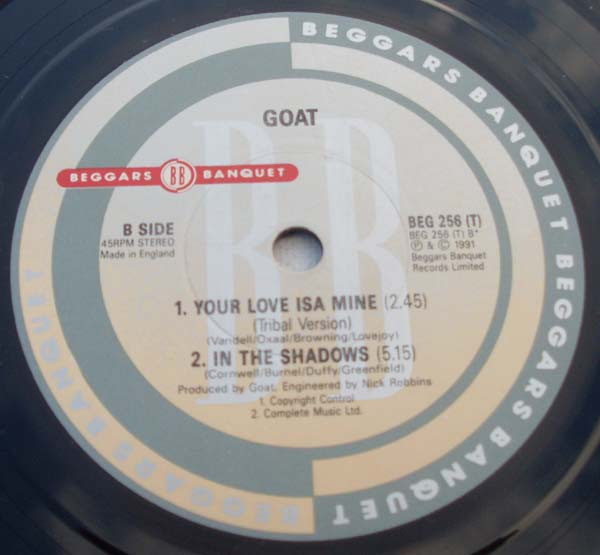 BEGGARS BANQUET BEGGARS BANQUET BEGGARS BANQUET
GOAT
BB
BEGGARS BB BANQUET
B SIDE
45RPM STEREO
Made in England
BEG 256 (T)
BEG 256 (T) B*
Ⓟ & © 1991
Beggars Banquet
Records Limited
1. YOUR LOVE ISA MINE (2.45)
(Tribal Version)
(Vandell/Oxaal/Browning/Lovejoy)
2. IN THE SHADOWS (5.15)
(Cornwell/Burnel/Duffy/Greenfield)
Produced by Goat, Engineered by Nick Robbins
1. Copyright Control
2. Complete Music Ltd.